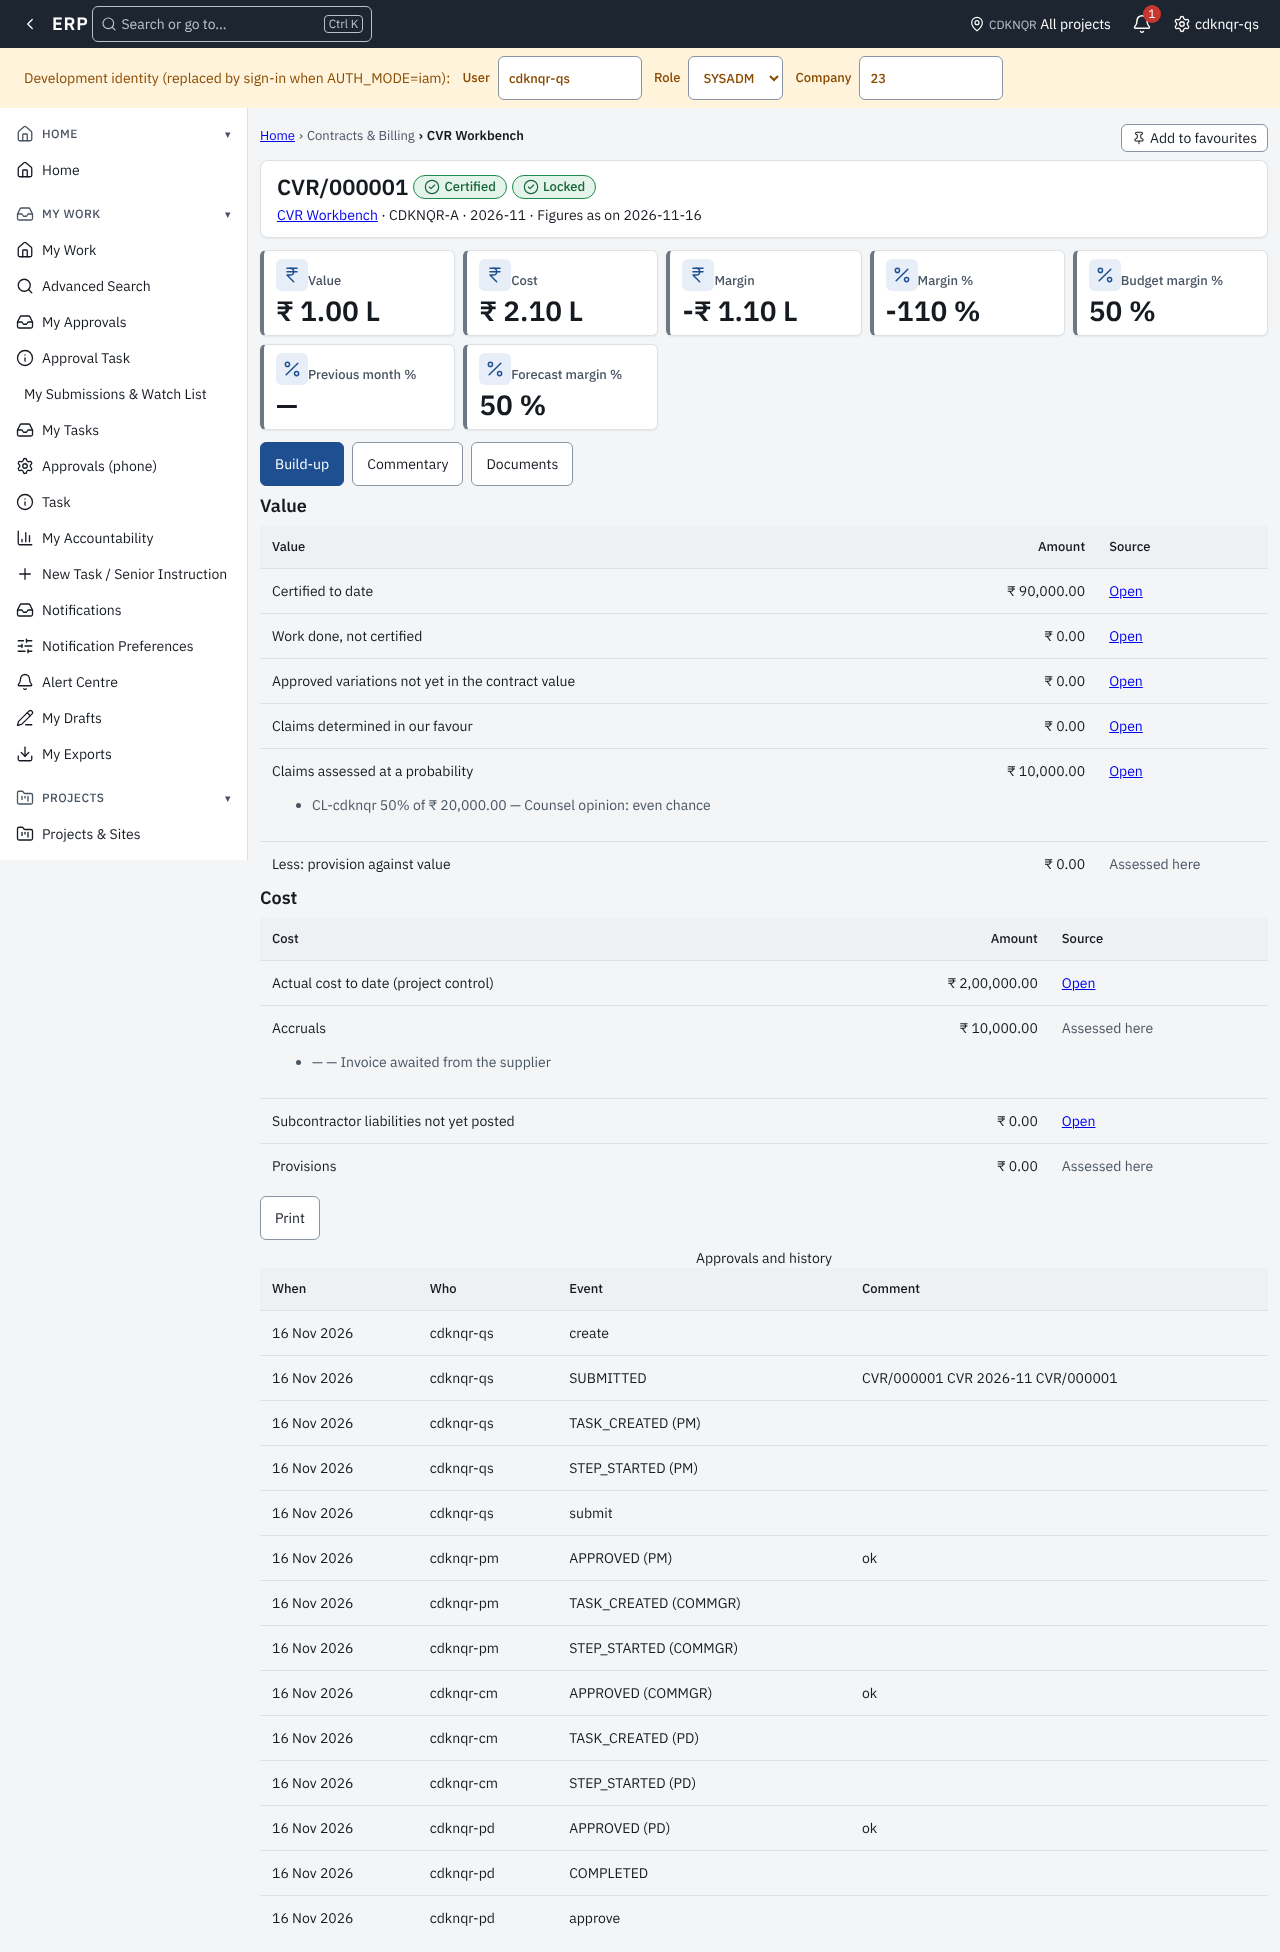 ERP
Search or go to...
Ctrl K
CDKNQR All projects
1
cdknqr-qs
Development identity (replaced by sign-in when AUTH_MODE=iam):
User cdknqr-qs
Role SYSADM
Company 23
HOME
Home
MY WORK
My Work
Advanced Search
My Approvals
Approval Task
My Submissions & Watch List
My Tasks
Approvals (phone)
Task
My Accountability
New Task / Senior Instruction
Notifications
Notification Preferences
Alert Centre
My Drafts
My Exports
PROJECTS
Projects & Sites
Home › Contracts & Billing › CVR Workbench
Add to favourites
CVR/000001 Certified Locked
CVR Workbench · CDKNQR-A · 2026-11 · Figures as on 2026-11-16
₹ Value
₹ 1.00 L
₹ Cost
₹ 2.10 L
₹ Margin
-₹ 1.10 L
% Margin %
-110 %
% Budget margin %
50 %
% Previous month %
—
% Forecast margin %
50 %
Build-up
Commentary
Documents
Value
Value Amount Source
Certified to date ₹ 90,000.00 Open
Work done, not certified ₹ 0.00 Open
Approved variations not yet in the contract value ₹ 0.00 Open
Claims determined in our favour ₹ 0.00 Open
Claims assessed at a probability ₹ 10,000.00 Open
• CL-cdknqr 50% of ₹ 20,000.00 — Counsel opinion: even chance
Less: provision against value ₹ 0.00 Assessed here
Cost
Cost Amount Source
Actual cost to date (project control) ₹ 2,00,000.00 Open
Accruals ₹ 10,000.00 Assessed here
• — — Invoice awaited from the supplier
Subcontractor liabilities not yet posted ₹ 0.00 Open
Provisions ₹ 0.00 Assessed here
Print
Approvals and history
When Who Event Comment
16 Nov 2026 cdknqr-qs create
16 Nov 2026 cdknqr-qs SUBMITTED CVR/000001 CVR 2026-11 CVR/000001
16 Nov 2026 cdknqr-qs TASK_CREATED (PM)
16 Nov 2026 cdknqr-qs STEP_STARTED (PM)
16 Nov 2026 cdknqr-qs submit
16 Nov 2026 cdknqr-pm APPROVED (PM) ok
16 Nov 2026 cdknqr-pm TASK_CREATED (COMMGR)
16 Nov 2026 cdknqr-pm STEP_STARTED (COMMGR)
16 Nov 2026 cdknqr-cm APPROVED (COMMGR) ok
16 Nov 2026 cdknqr-cm TASK_CREATED (PD)
16 Nov 2026 cdknqr-cm STEP_STARTED (PD)
16 Nov 2026 cdknqr-pd APPROVED (PD) ok
16 Nov 2026 cdknqr-pd COMPLETED
16 Nov 2026 cdknqr-pd approve